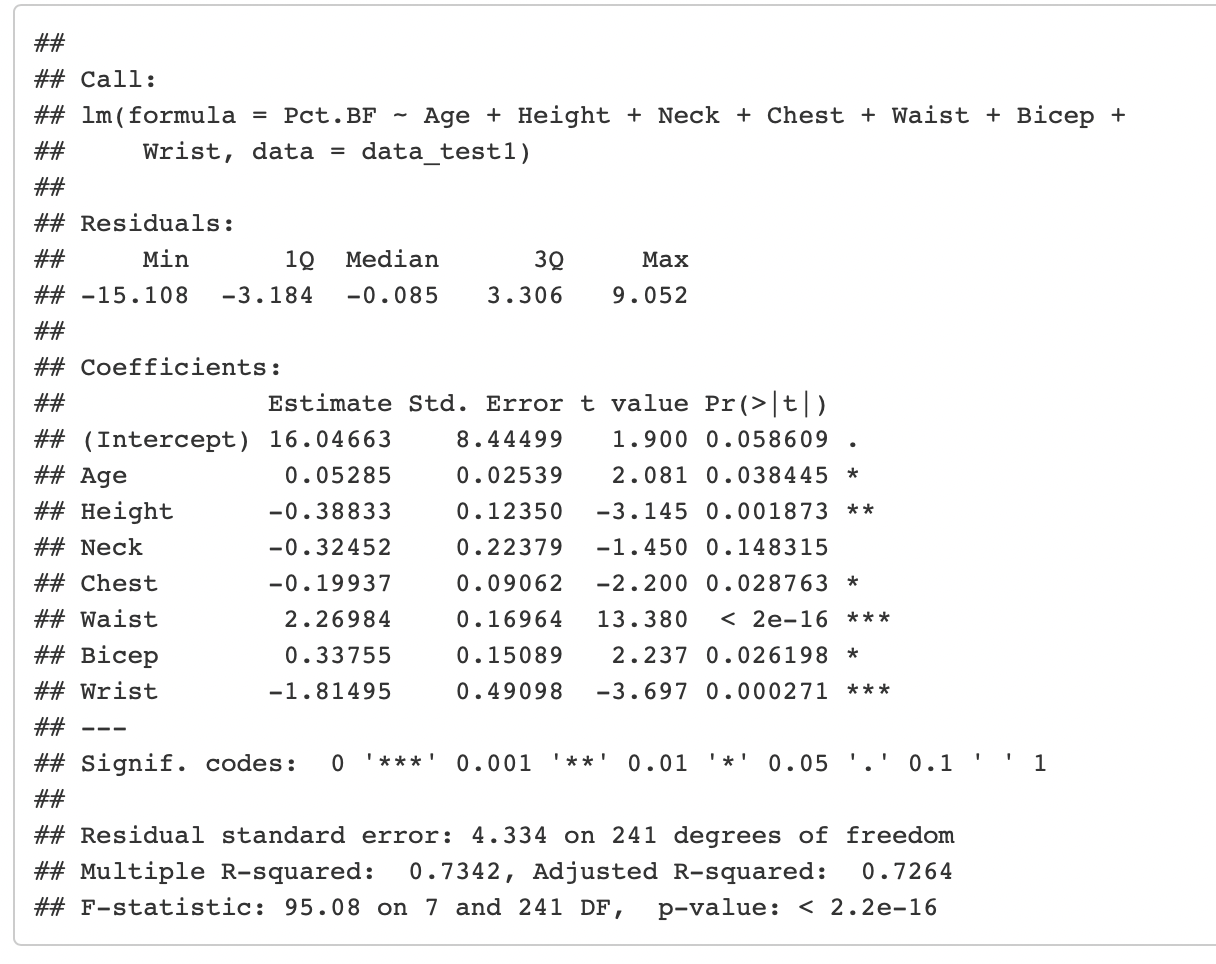 ##
## Call:
## lm(formula = Pct.BF ~ Age + Height + Neck + Chest + Waist + Bicep +
##     Wrist, data = data_test1)
##
## Residuals:
##     Min      1Q  Median      3Q     Max
## -15.108  -3.184  -0.085   3.306   9.052
##
## Coefficients:
##             Estimate Std. Error t value Pr(>|t|)
## (Intercept) 16.04663    8.44499   1.900 0.058609 .
## Age          0.05285    0.02539   2.081 0.038445 *
## Height      -0.38833    0.12350  -3.145 0.001873 **
## Neck        -0.32452    0.22379  -1.450 0.148315
## Chest       -0.19937    0.09062  -2.200 0.028763 *
## Waist        2.26984    0.16964  13.380  < 2e-16 ***
## Bicep        0.33755    0.15089   2.237 0.026198 *
## Wrist       -1.81495    0.49098  -3.697 0.000271 ***
## ---
## Signif. codes:  0 '***' 0.001 '**' 0.01 '*' 0.05 '.' 0.1 ' ' 1
##
## Residual standard error: 4.334 on 241 degrees of freedom
## Multiple R-squared:  0.7342, Adjusted R-squared:  0.7264
## F-statistic: 95.08 on 7 and 241 DF,  p-value: < 2.2e-16